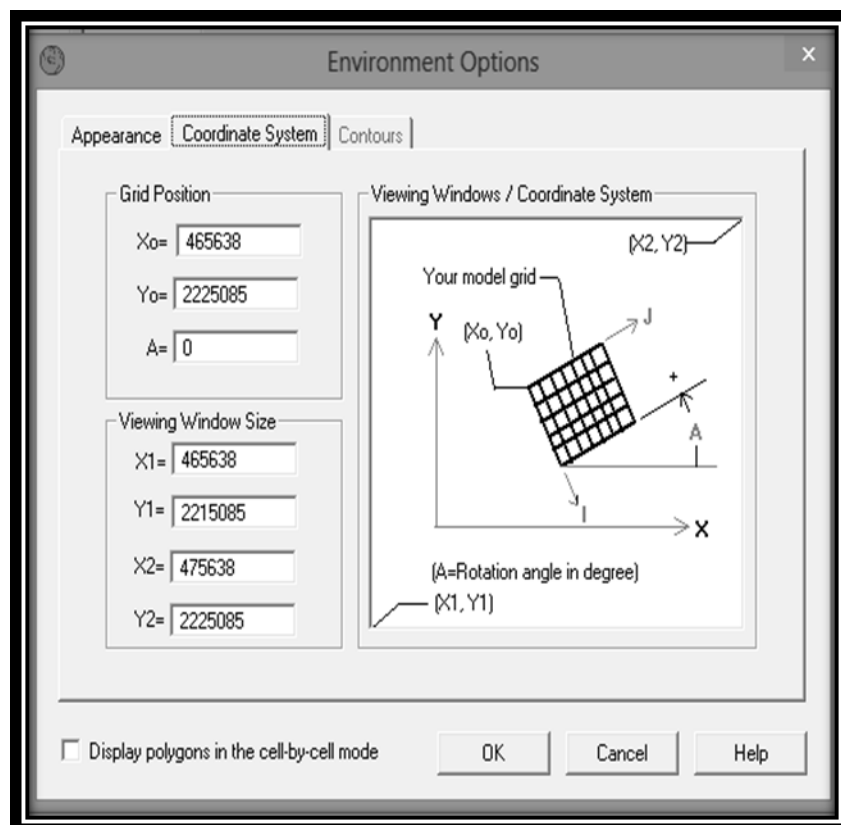 Environment Options
x
Appearance
Coordinate System
Contours
Grid Position
Xo= 465638
Yo= 2225085
A= 0
Viewing Window Size
X1= 465638
Y1= 2215085
X2= 475638
Y2= 2225085
Viewing Windows / Coordinate System
(X2, Y2)
Your model grid
Y
(Xo, Yo)
J
+
A
I
X
(A=Rotation angle in degree)
(X1, Y1)
Display polygons in the cell-by-cell mode
OK
Cancel
Help